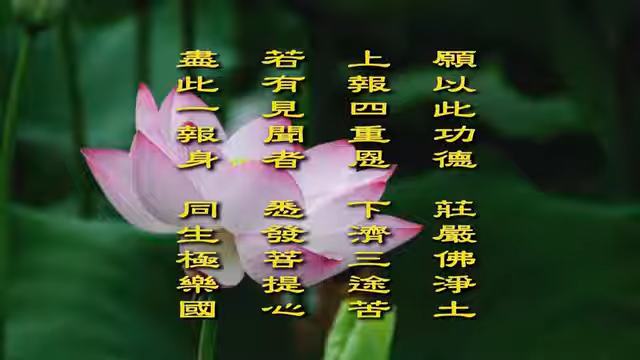 願以此功德 莊嚴佛淨土
上報四重恩 下濟三途苦
若有見聞者 悉發菩提心
盡此一報身 同生極樂國